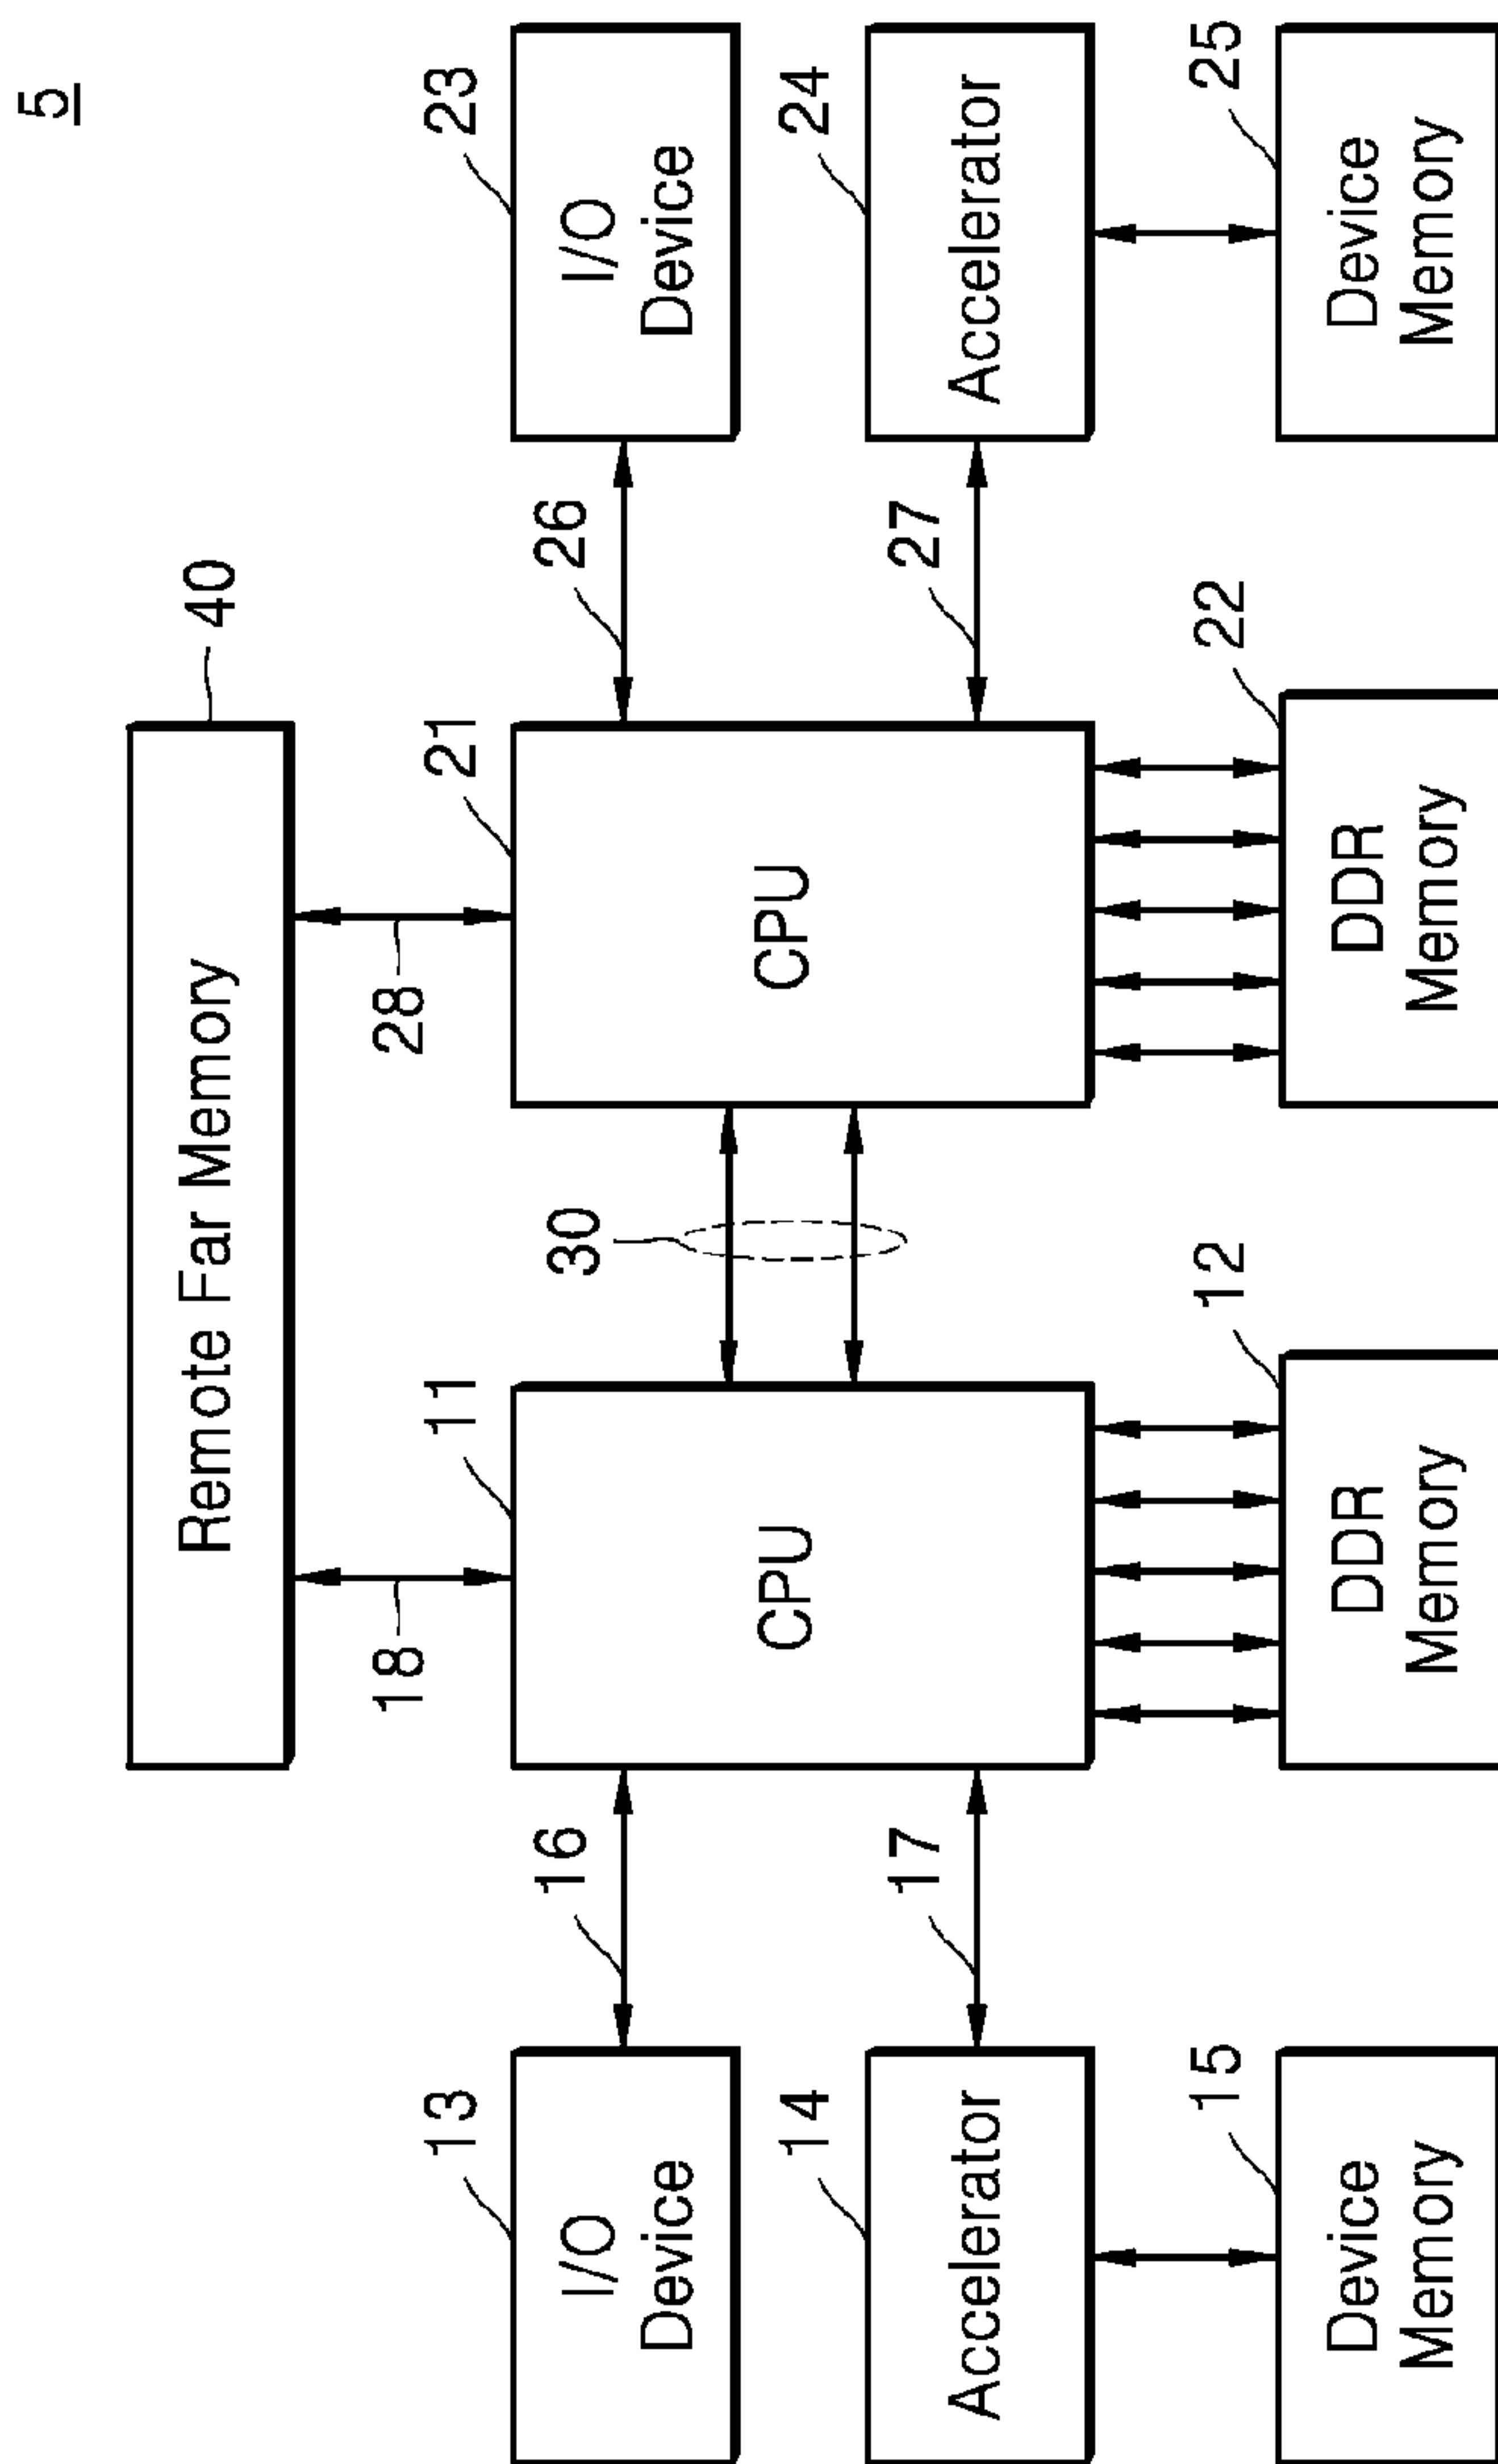 5
Remote Far Memory
40
18
28
13
I/O
Device
16
11
CPU
30
21
CPU
26
23
I/O
Device
14
Accelerator
17
27
24
Accelerator
15
Device
Memory
12
DDR
Memory
22
DDR
Memory
25
Device
Memory